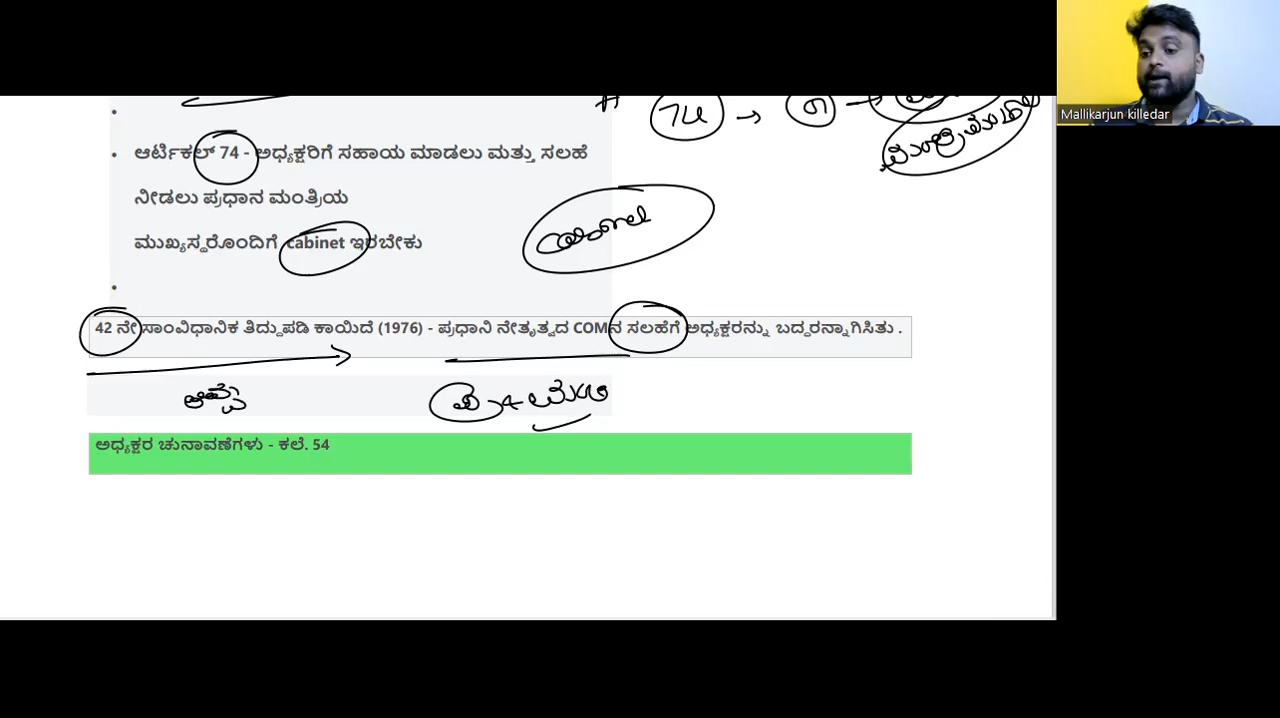 Mallikarjun killedar
74 →
ಆರ್ಟಿಕಲ್ 74 - ಅಧ್ಯಕ್ಷರಿಗೆ ಸಹಾಯ ಮಾಡಲು ಮತ್ತು ಸಲಹೆ
ನೀಡಲು ಪ್ರಧಾನ ಮಂತ್ರಿಯ
ಮುಖ್ಯಸ್ಥರೊಂದಿಗೆ cabinet ಇರಬೇಕು
42 ನೇ ಸಾಂವಿಧಾನಿಕ ತಿದ್ದುಪಡಿ ಕಾಯಿದೆ (1976) - ಪ್ರಧಾನಿ ನೇತೃತ್ವದ COMನ ಸಲಹೆಗೆ ಅಧ್ಯಕ್ಷರನ್ನು ಬದ್ಧರನ್ನಾಗಿಸಿತು .
ಅಧ್ಯಕ್ಷರ ಚುನಾವಣೆಗಳು - ಕಲೆ. 54